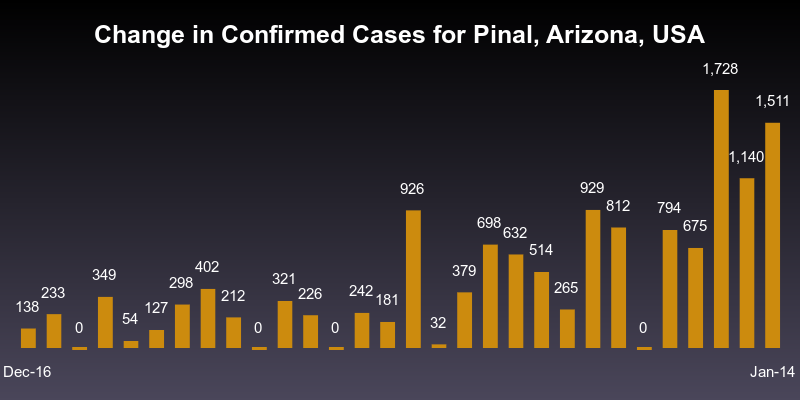 Change in Confirmed Cases for Pinal, Arizona, USA
138 233 0 349 54 127 298 402 212 0 321 226 0 242 181 926 32 379 698 632 514 265 929 812 0 794 675 1,728 1,140 1,511
Dec-16 Jan-14